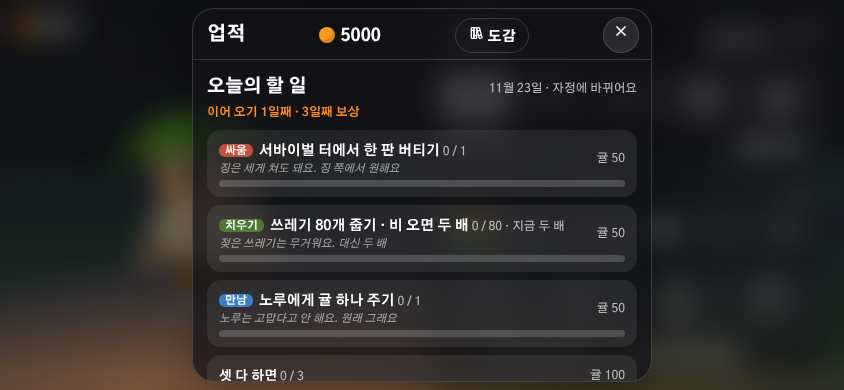 업적
5000
도감
×
오늘의 할 일
11월 23일 · 자정에 바뀌어요
이어 오기 1일째 · 3일째 보상
싸움 서바이벌 터에서 한 판 버티기 0 / 1
귤 50
징은 세게 쳐도 돼요. 징 쪽에서 원해요
치우기 쓰레기 80개 줍기 · 비 오면 두 배 0 / 80 · 지금 두 배
귤 50
젖은 쓰레기는 무거워요. 대신 두 배
만남 노루에게 귤 하나 주기 0 / 1
귤 50
노루는 고맙다고 안 해요. 원래 그래요
셋 다 하면 0 / 3
귤 100